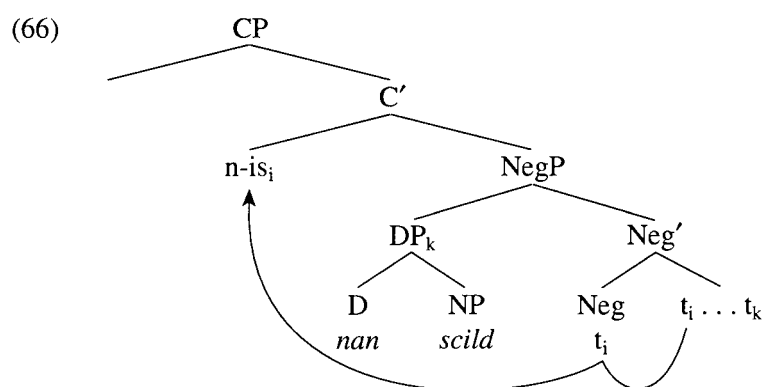 (66) CP
C′
n-isᵢ NegP
DPₖ Neg′
D NP Neg tᵢ . . . tₖ
nan scild tᵢ